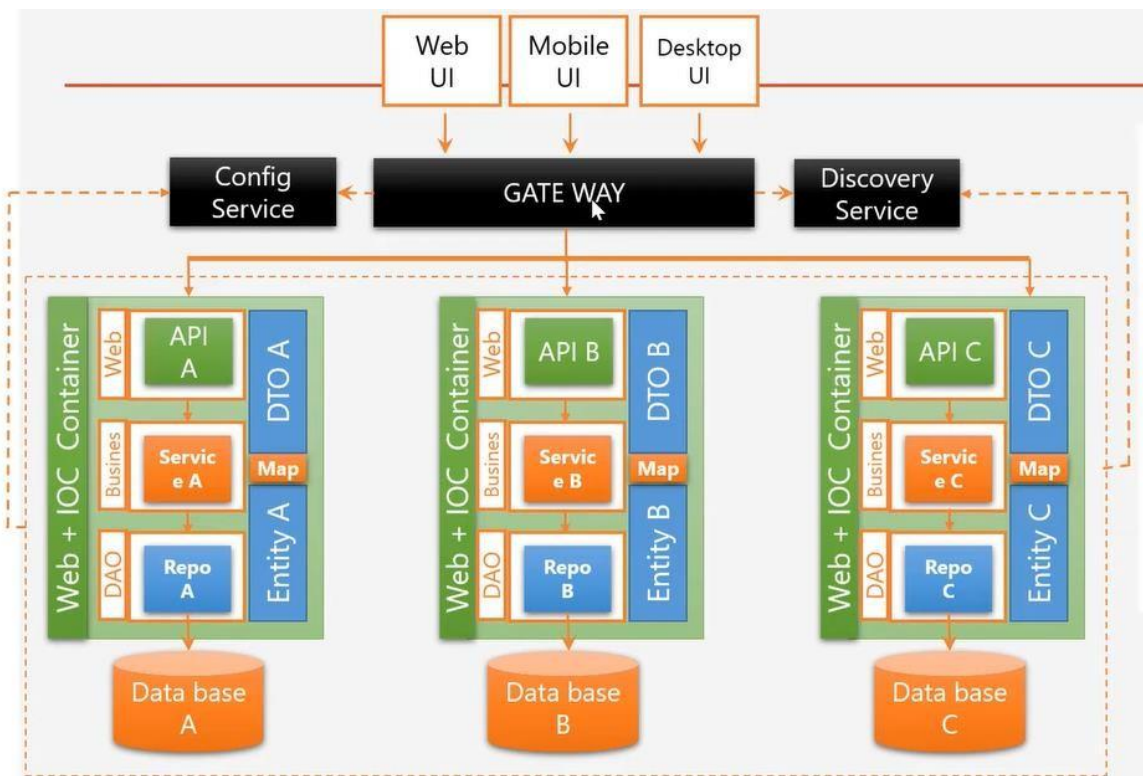 Web
UI
Mobile
UI
Desktop
UI
Config
Service
GATE WAY
Discovery
Service
Web + IOC Container
Web
API
A
DTO A
Busines
Servic
e A
Map
DAO
Repo
A
Entity A
Data base
A
Web + IOC Container
Web
API B
DTO B
Busines
Servic
e B
Map
DAO
Repo
B
Entity B
Data base
B
Web + IOC Container
Web
API C
DTO C
Busines
Servic
e C
Map
DAO
Repo
C
Entity C
Data base
C